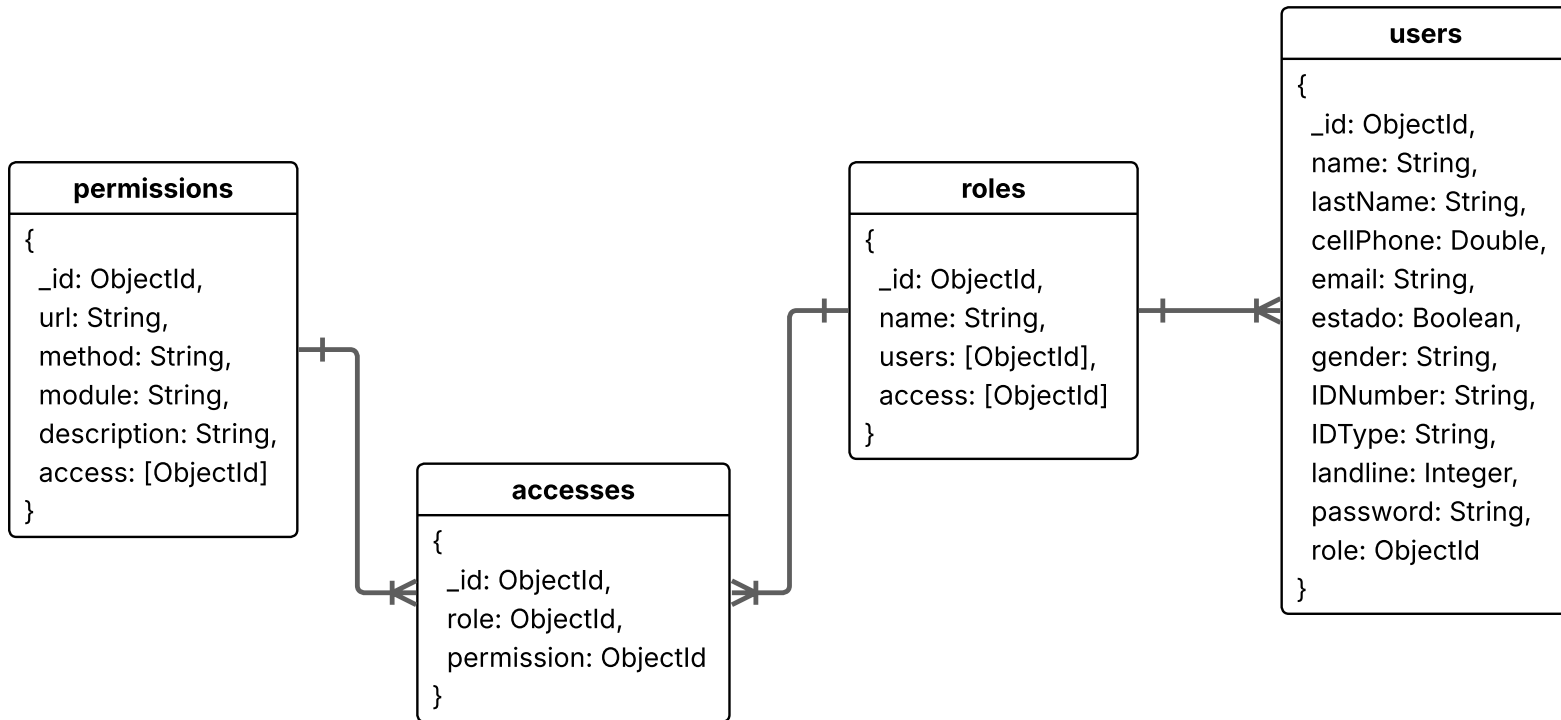 permissions
{
_id: ObjectId,
url: String,
method: String,
module: String,
description: String,
access: [ObjectId]
}
accesses
{
_id: ObjectId,
role: ObjectId,
permission: ObjectId
}
roles
{
_id: ObjectId,
name: String,
users: [ObjectId],
access: [ObjectId]
}
users
{
_id: ObjectId,
name: String,
lastName: String,
cellPhone: Double,
email: String,
estado: Boolean,
gender: String,
IDNumber: String,
IDType: String,
landline: Integer,
password: String,
role: ObjectId
}